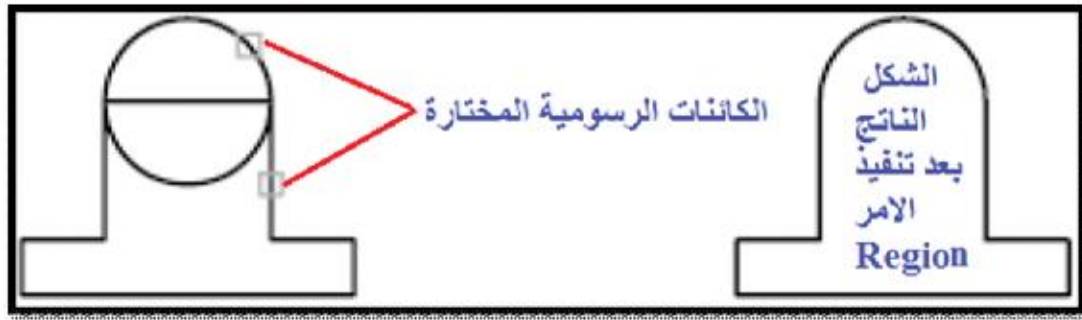 الكائنات الرسومية المختارة
الشكل
الناتج
بعد تنفيذ
الامر
Region